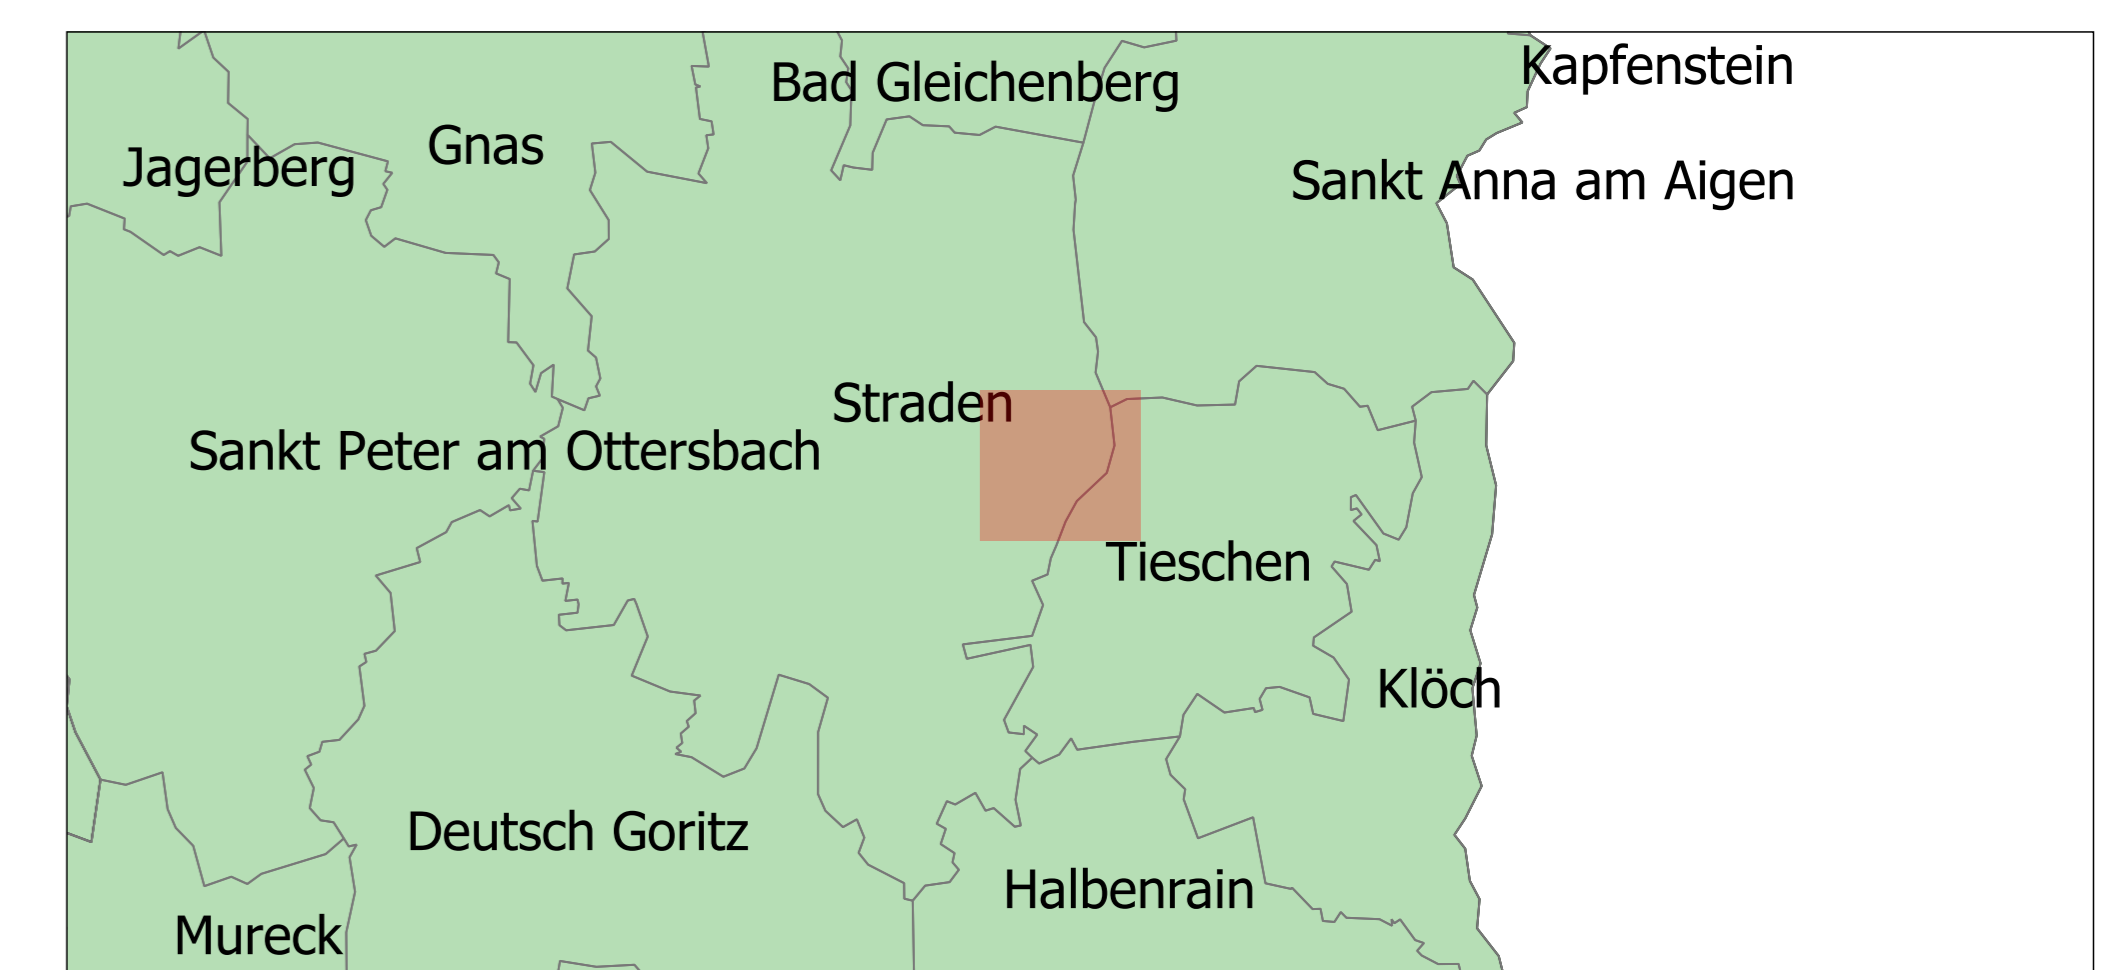 Kapfenstein
Bad Gleichenberg
Gnas
Jagerberg
Sankt Anna am Aigen
Straden
Sankt Peter am Ottersbach
Tieschen
Klöch
Deutsch Goritz
Halbenrain
Mureck